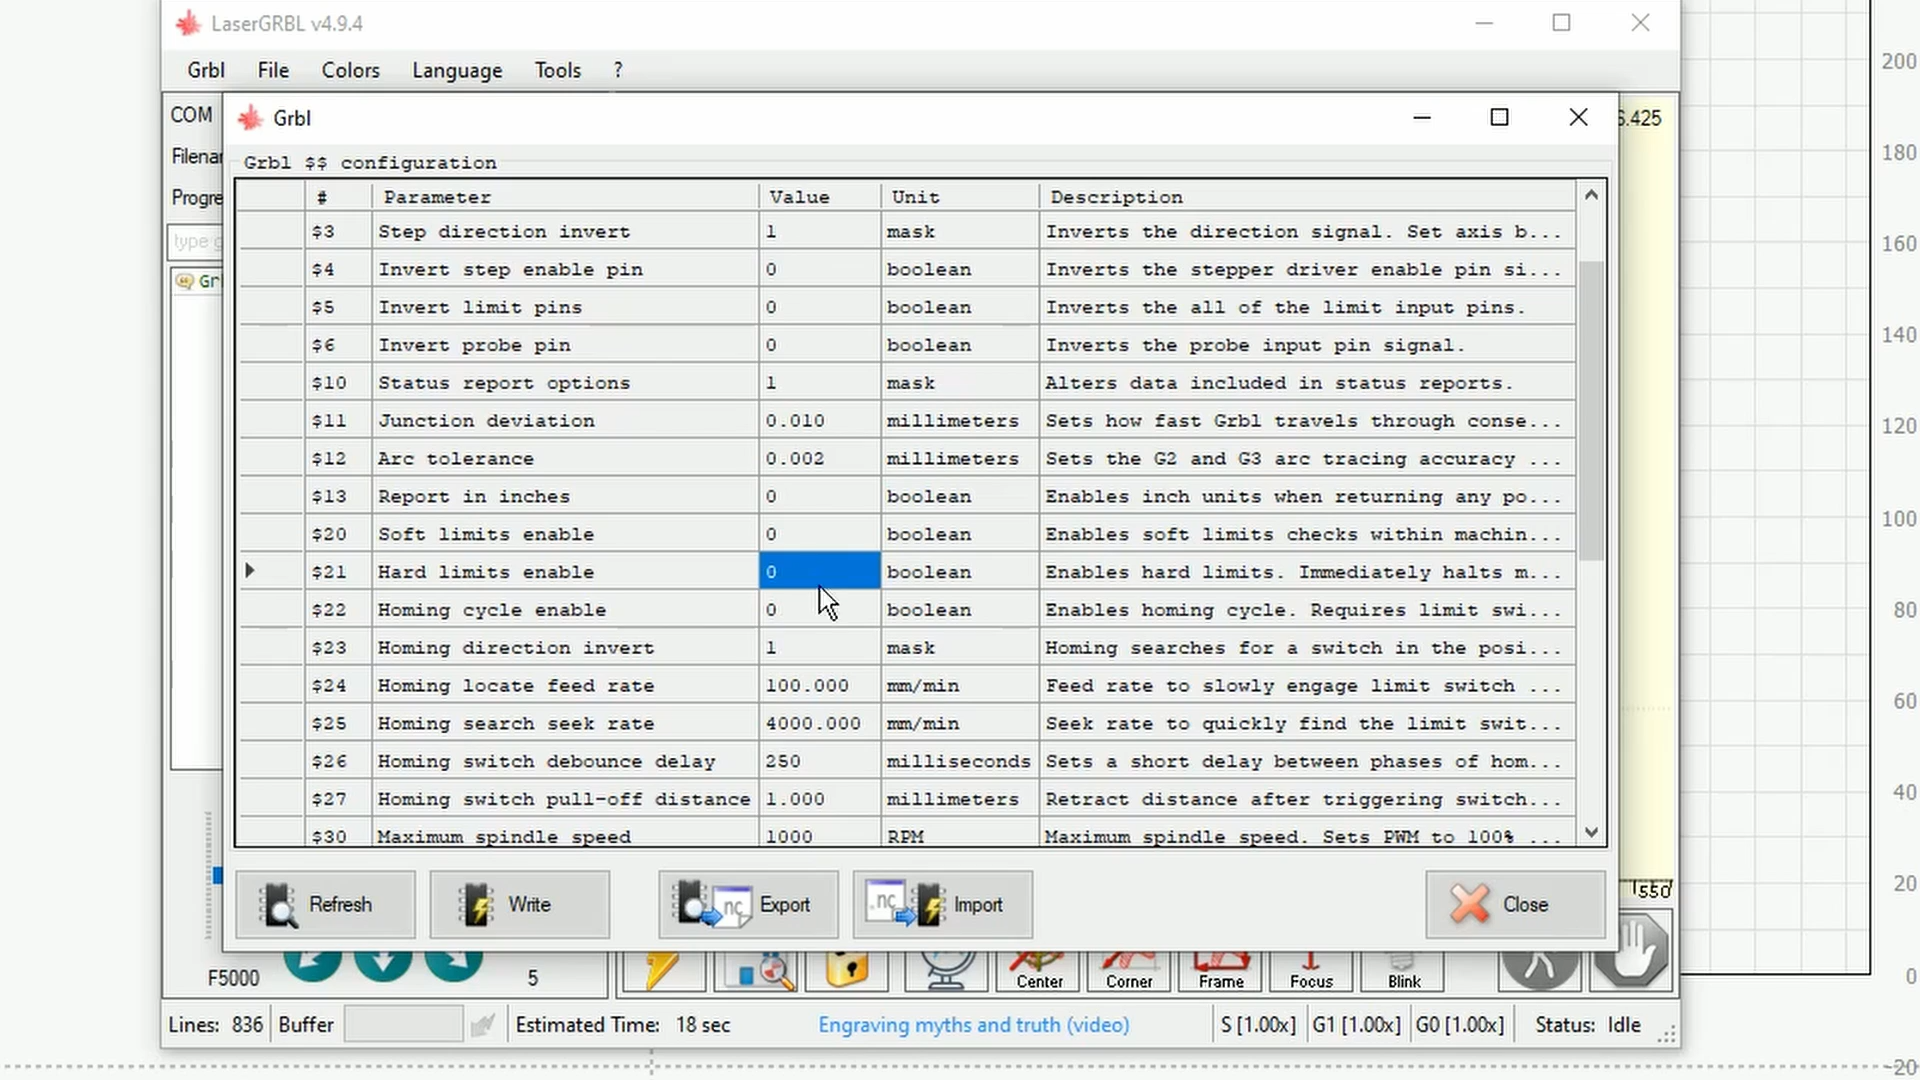 LaserGRBL v4.9.4
Grbl File Colors Language Tools ?
COM
Filenam
Progre
type g
Grbl
6.425
Grbl $$ configuration
# Parameter Value Unit Description
$3 Step direction invert 1 mask Inverts the direction signal. Set axis b...
$4 Invert step enable pin 0 boolean Inverts the stepper driver enable pin si...
$5 Invert limit pins 0 boolean Inverts the all of the limit input pins.
$6 Invert probe pin 0 boolean Inverts the probe input pin signal.
$10 Status report options 1 mask Alters data included in status reports.
$11 Junction deviation 0.010 millimeters Sets how fast Grbl travels through conse...
$12 Arc tolerance 0.002 millimeters Sets the G2 and G3 arc tracing accuracy ...
$13 Report in inches 0 boolean Enables inch units when returning any po...
$20 Soft limits enable 0 boolean Enables soft limits checks within machin...
$21 Hard limits enable 0 boolean Enables hard limits. Immediately halts m...
$22 Homing cycle enable 0 boolean Enables homing cycle. Requires limit swi...
$23 Homing direction invert 1 mask Homing searches for a switch in the posi...
$24 Homing locate feed rate 100.000 mm/min Feed rate to slowly engage limit switch ...
$25 Homing search seek rate 4000.000 mm/min Seek rate to quickly find the limit swit...
$26 Homing switch debounce delay 250 milliseconds Sets a short delay between phases of hom...
$27 Homing switch pull-off distance 1.000 millimeters Retract distance after triggering switch...
$30 Maximum spindle speed 1000 RPM Maximum spindle speed. Sets PWM to 100% ...
Refresh Write nc Export .nc Import Close
550
F5000 5 Center Corner Frame Focus Blink
Lines: 836 Buffer Estimated Time: 18 sec Engraving myths and truth (video) S [1.00x] G1 [1.00x] G0 [1.00x] Status: Idle
200
180
160
140
120
100
80
60
40
20
0
-20